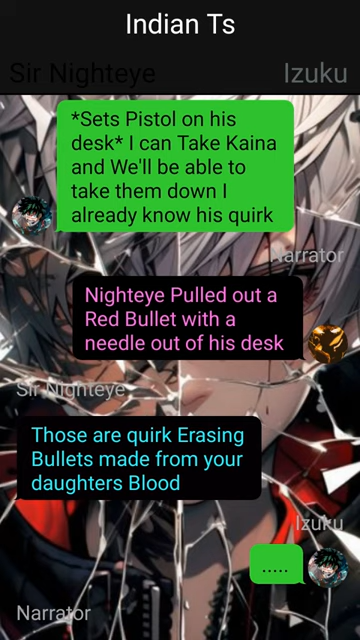 Indian Ts
Sir Nighteye
Izuku
*Sets Pistol on his
desk* I can Take Kaina
and We'll be able to
take them down I
already know his quirk
Narrator
Nighteye Pulled out a
Red Bullet with a
needle out of his desk
Sir Nighteye
Those are quirk Erasing
Bullets made from your
daughters Blood
Izuku
.....
Narrator